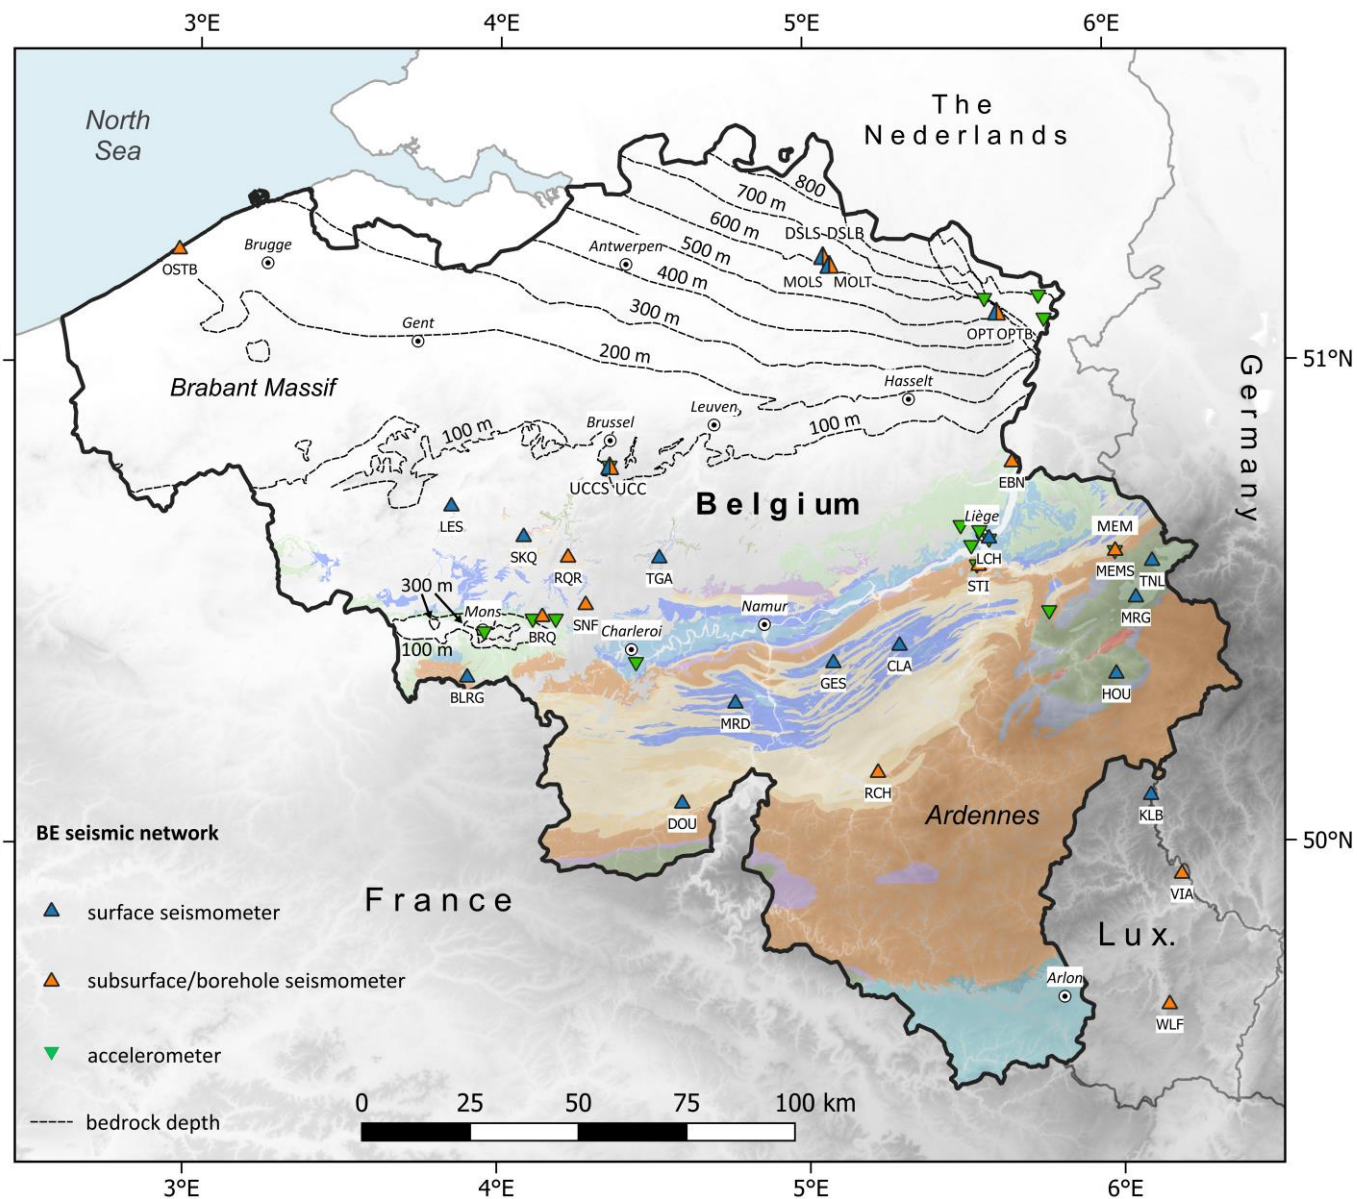 3°E
4°E
5°E
6°E
North
Sea
The
Nederlands
800
700 m
600 m
500 m
400 m
300 m
200 m
DSLS DSLB
MOLS
MOLT
OSTB
Brugge
Antwerpen
Gent
OPT OPTB
51°N
Germany
Brabant Massif
Hasselt
Leuven
Brussel
100 m
100 m
UCCS UCC
Belgium
EBN
LES
SKQ
RQR
TGA
Liège
LCH
STI
MEM
MEMS
TNL
MRG
300 m
Mons
100 m
BRQ
SNF
Charleroi
Namur
BLRG
GES
CLA
MRD
HOU
RCH
DOU
Ardennes
KLB
50°N
VIA
France
Lux.
Arlon
WLF
BE seismic network
surface seismometer
subsurface/borehole seismometer
accelerometer
bedrock depth
0
25
50
75
100 km
3°E
4°E
5°E
6°E